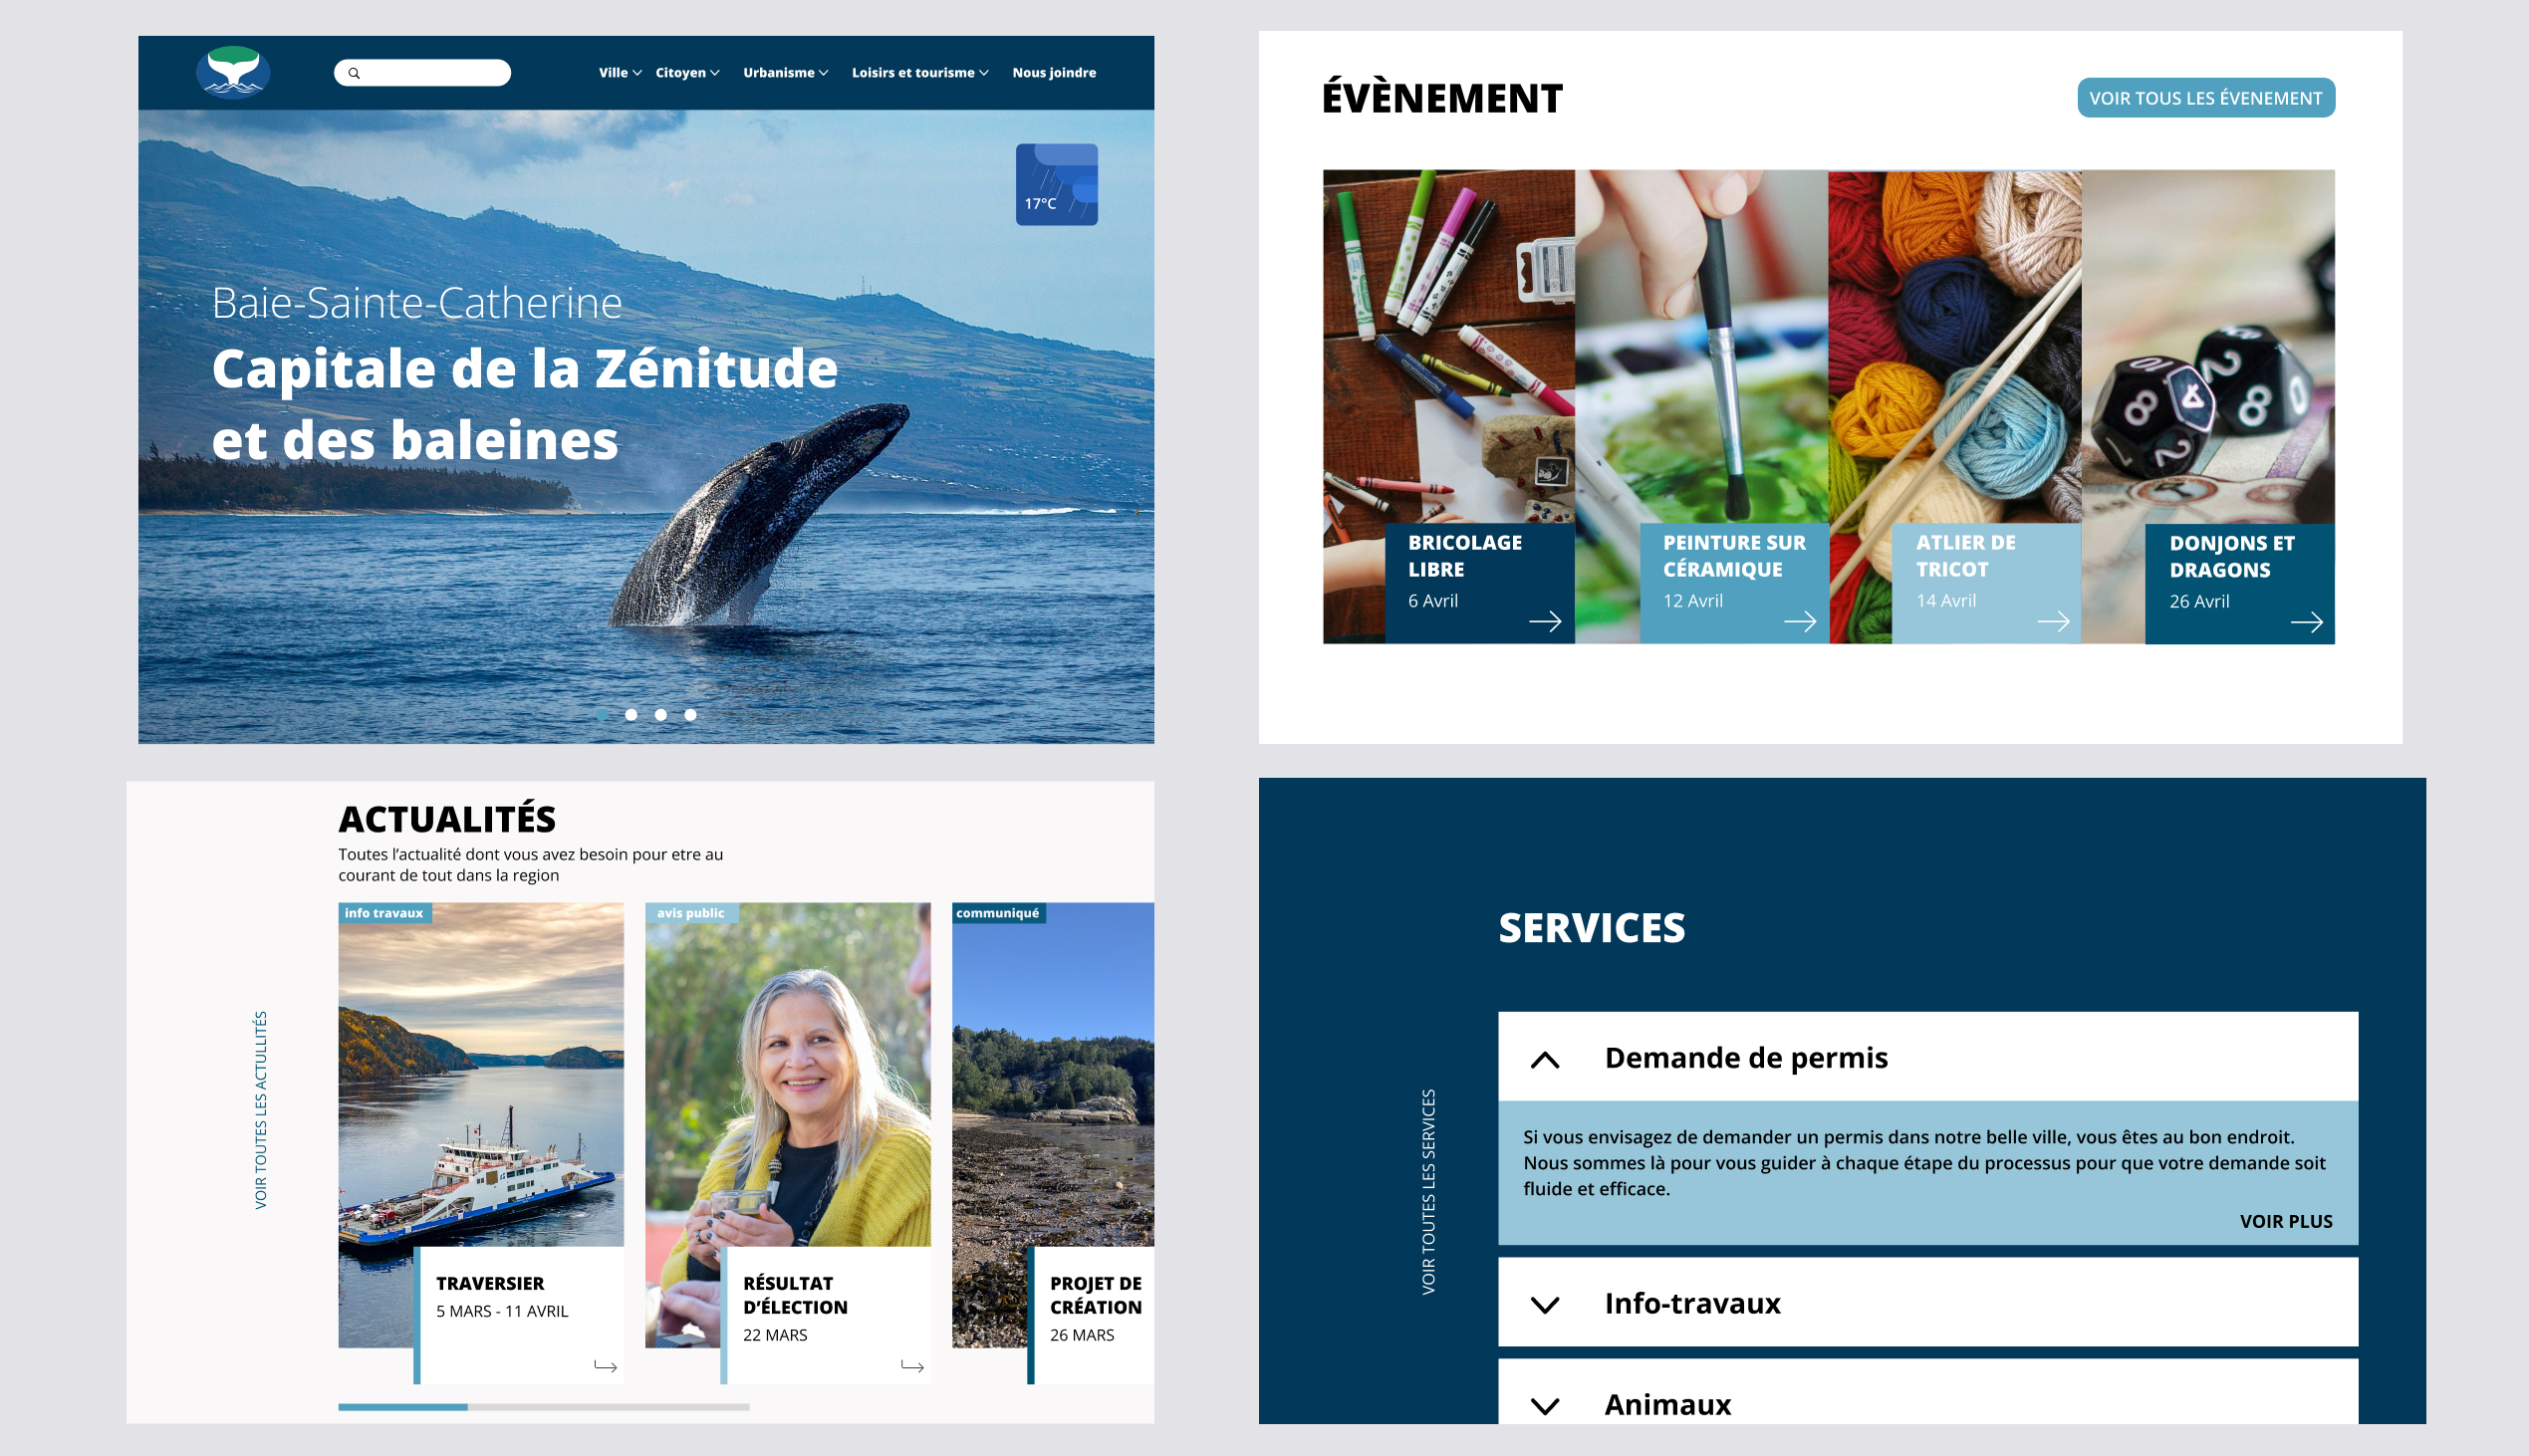 Ville
Citoyen
Urbanisme
Loisirs et tourisme
Nous joindre
17°C
Baie-Sainte-Catherine
Capitale de la Zénitude
et des baleines
ÉVÈNEMENT
VOIR TOUS LES ÉVENEMENT
BRICOLAGE
LIBRE
6 Avril
PEINTURE SUR
CÉRAMIQUE
12 Avril
ATLIER DE
TRICOT
14 Avril
DONJONS ET
DRAGONS
26 Avril
ACTUALITÉS
Toutes l’actualité dont vous avez besoin pour etre au
courant de tout dans la region
VOIR TOUTES LES ACTULLITÉS
info travaux
TRAVERSIER
5 MARS - 11 AVRIL
avis public
RÉSULTAT
D’ÉLECTION
22 MARS
communiqué
PROJET DE
CRÉATION
26 MARS
SERVICES
VOIR TOUTES LES SERVICES
Demande de permis
Si vous envisagez de demander un permis dans notre belle ville, vous êtes au bon endroit.
Nous sommes là pour vous guider à chaque étape du processus pour que votre demande soit
fluide et efficace.
VOIR PLUS
Info-travaux
Animaux